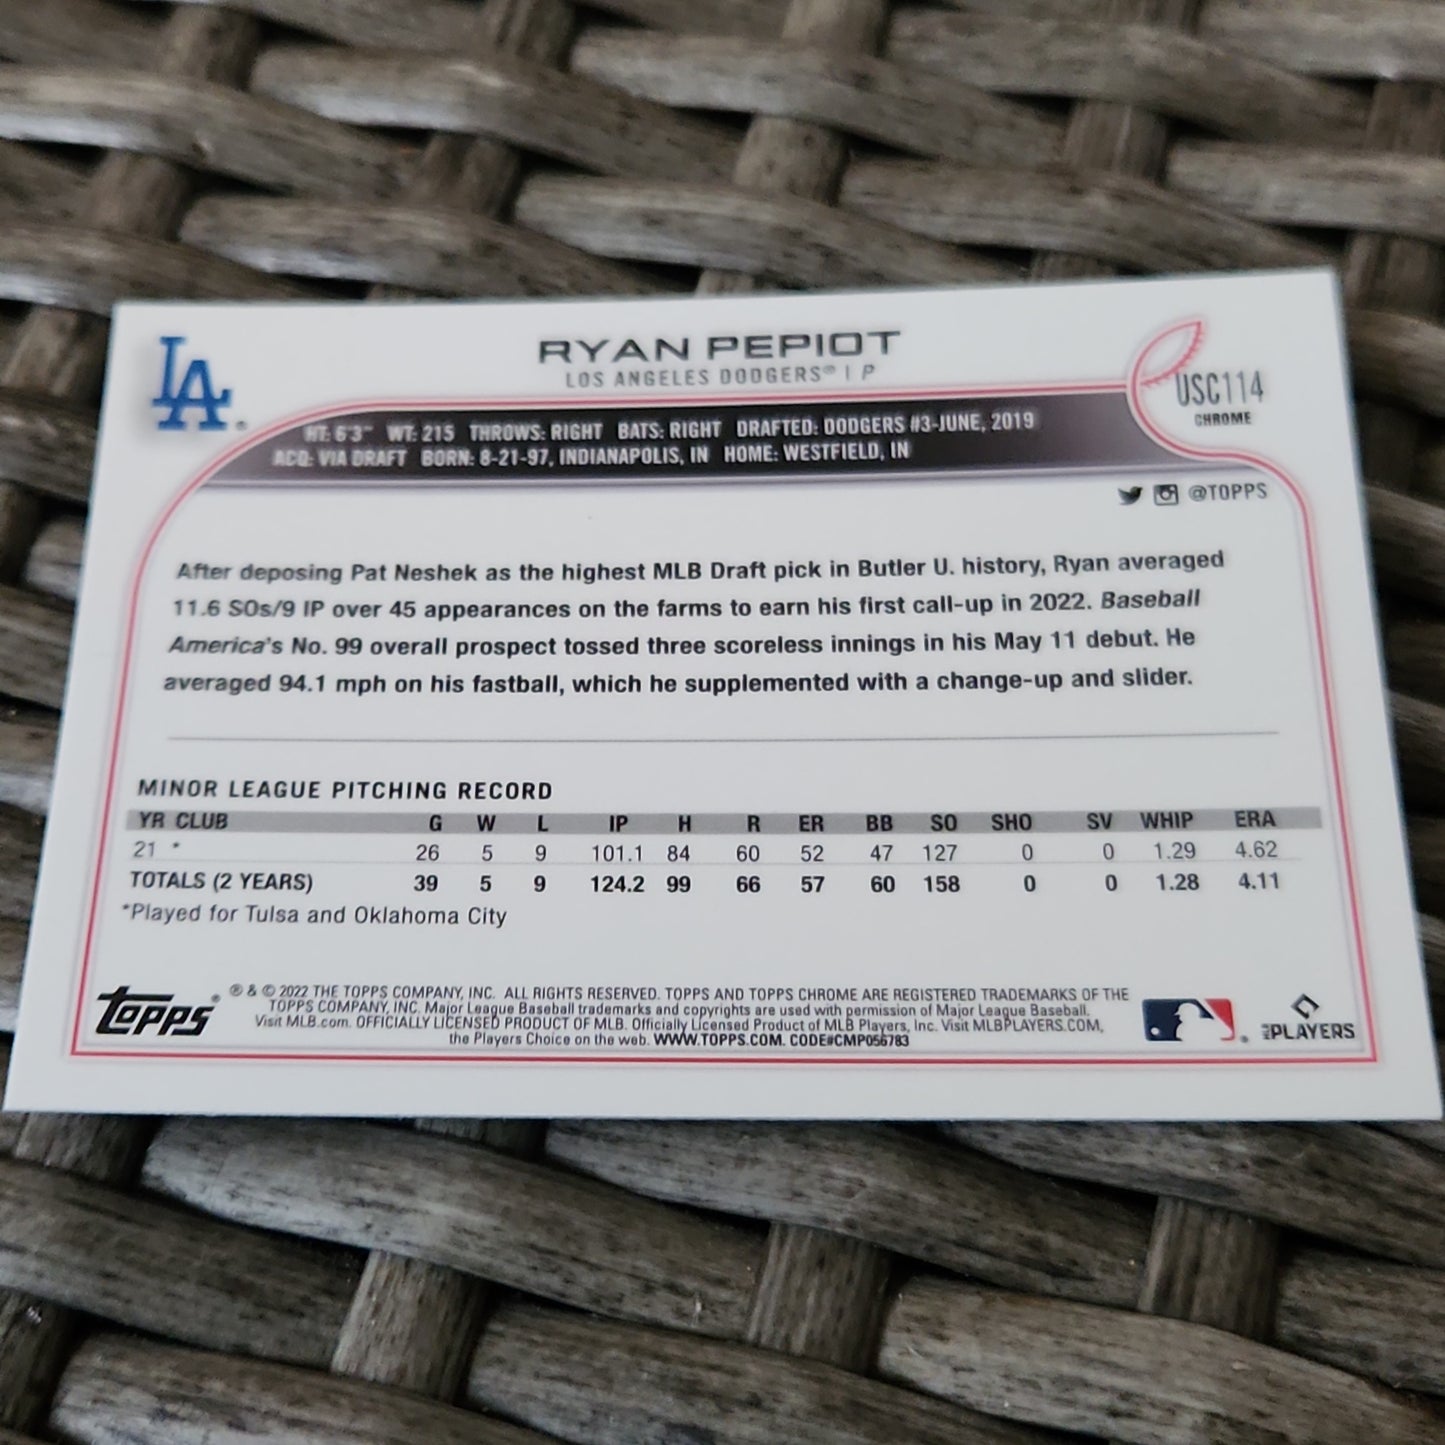 LA
RYAN PEPIOT
LOS ANGELES DODGERS® | P
USC114
CHROME
HT: 6'3" WT: 215 THROWS: RIGHT BATS: RIGHT DRAFTED: DODGERS #3-JUNE, 2019
ACQ: VIA DRAFT BORN: 8-21-97, INDIANAPOLIS, IN HOME: WESTFIELD, IN
@TOPPS
After deposing Pat Neshek as the highest MLB Draft pick in Butler U. history, Ryan averaged
11.6 SOs/9 IP over 45 appearances on the farms to earn his first call-up in 2022. Baseball
America's No. 99 overall prospect tossed three scoreless innings in his May 11 debut. He
averaged 94.1 mph on his fastball, which he supplemented with a change-up and slider.
MINOR LEAGUE PITCHING RECORD
YR CLUB G W L IP H R ER BB SO SHO SV WHIP ERA
21 * 26 5 9 101.1 84 60 52 47 127 0 0 1.29 4.62
TOTALS (2 YEARS) 39 5 9 124.2 99 66 57 60 158 0 0 1.28 4.11
*Played for Tulsa and Oklahoma City
topps®
® & © 2022 THE TOPPS COMPANY, INC. ALL RIGHTS RESERVED. TOPPS AND TOPPS CHROME ARE REGISTERED TRADEMARKS OF THE
TOPPS COMPANY, INC. Major League Baseball trademarks and copyrights are used with permission of Major League Baseball.
Visit MLB.com. OFFICIALLY LICENSED PRODUCT OF MLB. Officially Licensed Product of MLB Players, Inc. Visit MLBPLAYERS.COM,
the Players Choice on the web. WWW.TOPPS.COM. CODE#CMP056783
MLB PLAYERS